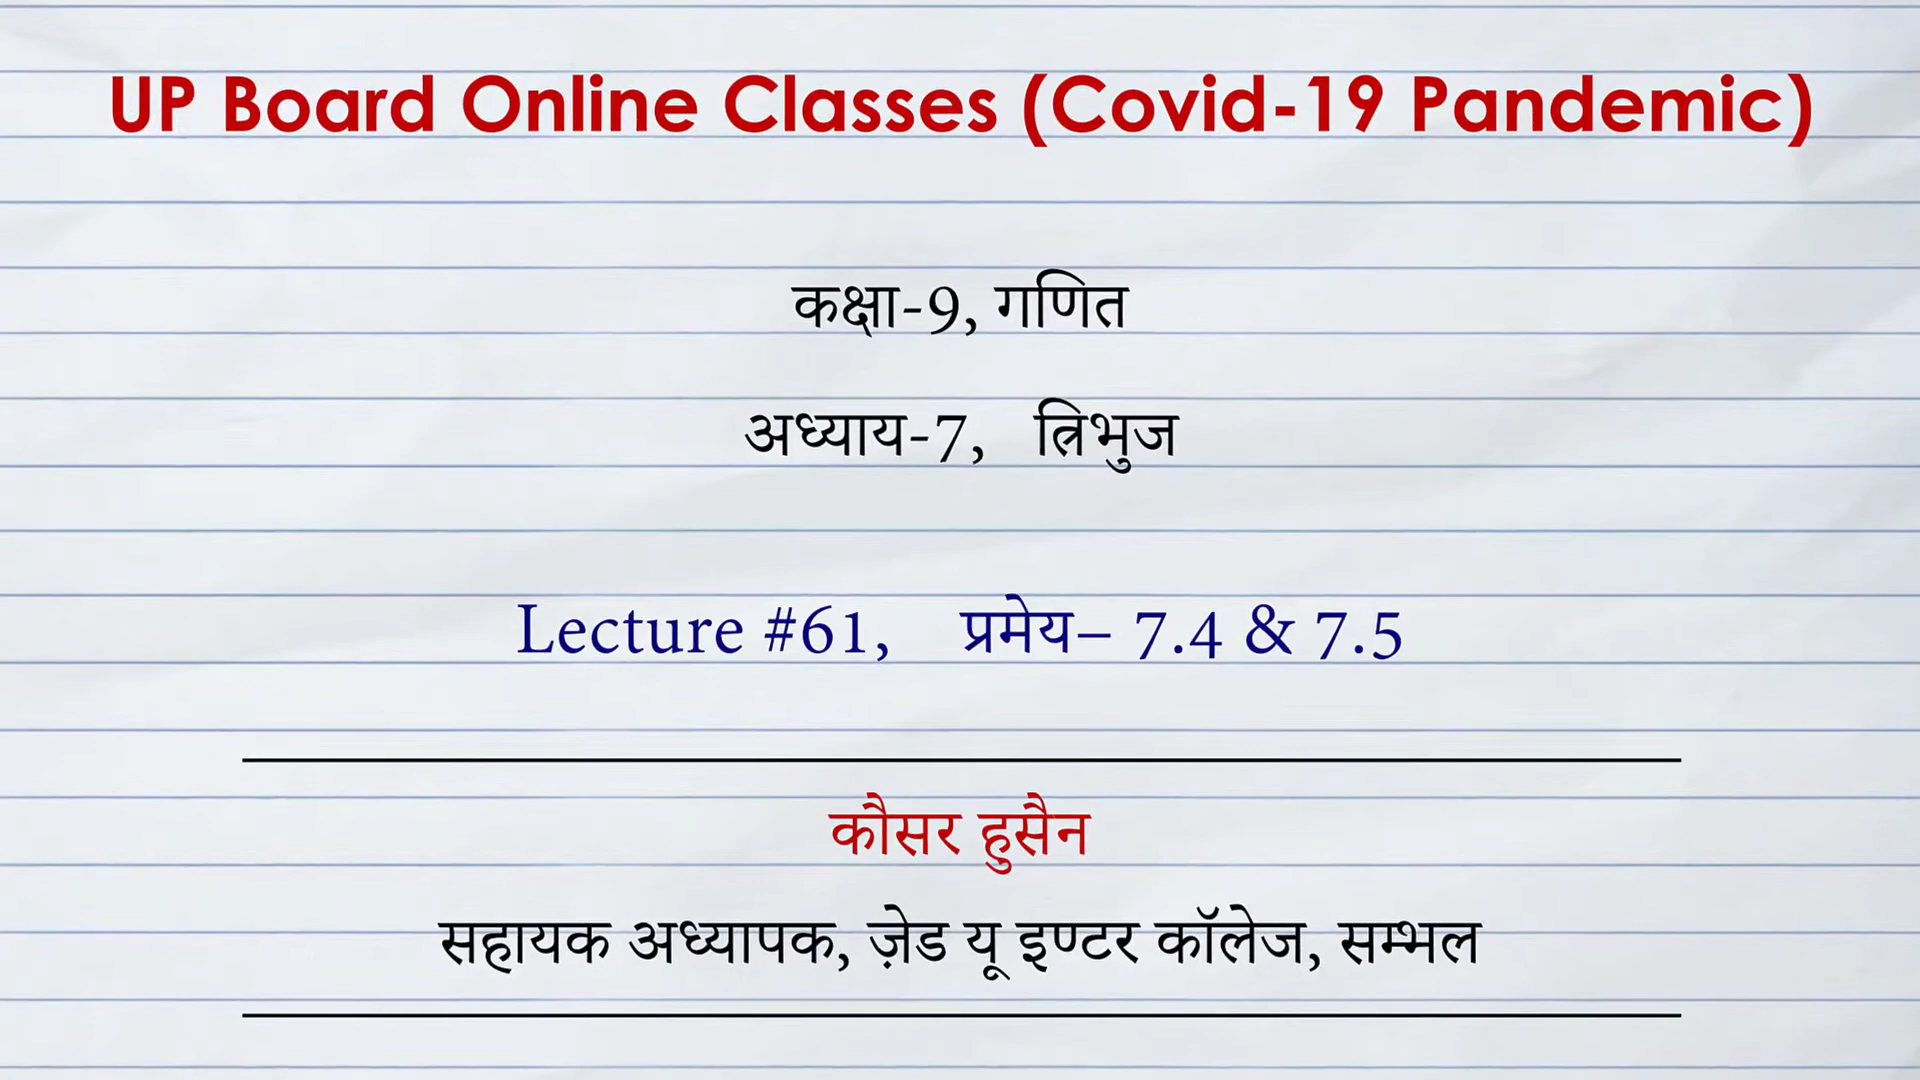 UP Board Online Classes (Covid-19 Pandemic)
कक्षा-9, गणित
अध्याय-7, त्रिभुज
Lecture #61, प्रमेय– 7.4 & 7.5
कौसर हुसैन
सहायक अध्यापक, ज़ेड यू इण्टर कॉलेज, सम्भल